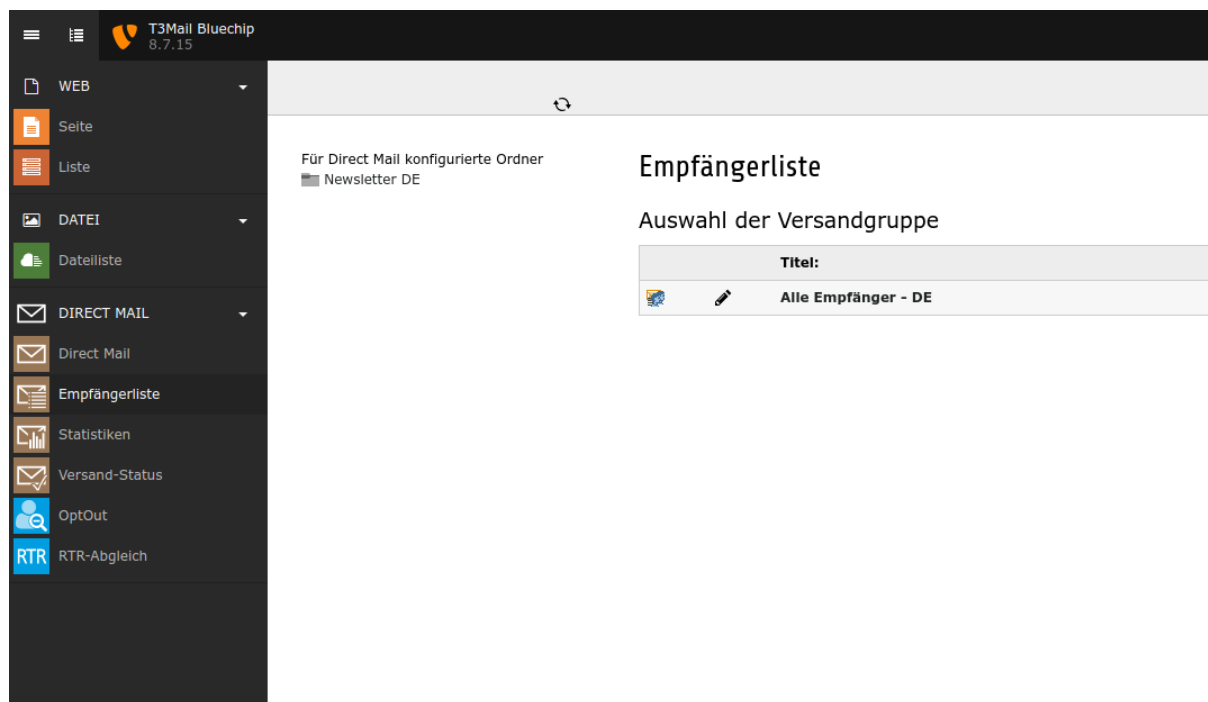 T3Mail Bluechip
8.7.15
WEB
Seite
Liste
DATEI
Dateiliste
DIRECT MAIL
Direct Mail
Empfängerliste
Statistiken
Versand-Status
OptOut
RTR RTR-Abgleich
Für Direct Mail konfigurierte Ordner
Newsletter DE
Empfängerliste
Auswahl der Versandgruppe
Titel:
Alle Empfänger - DE